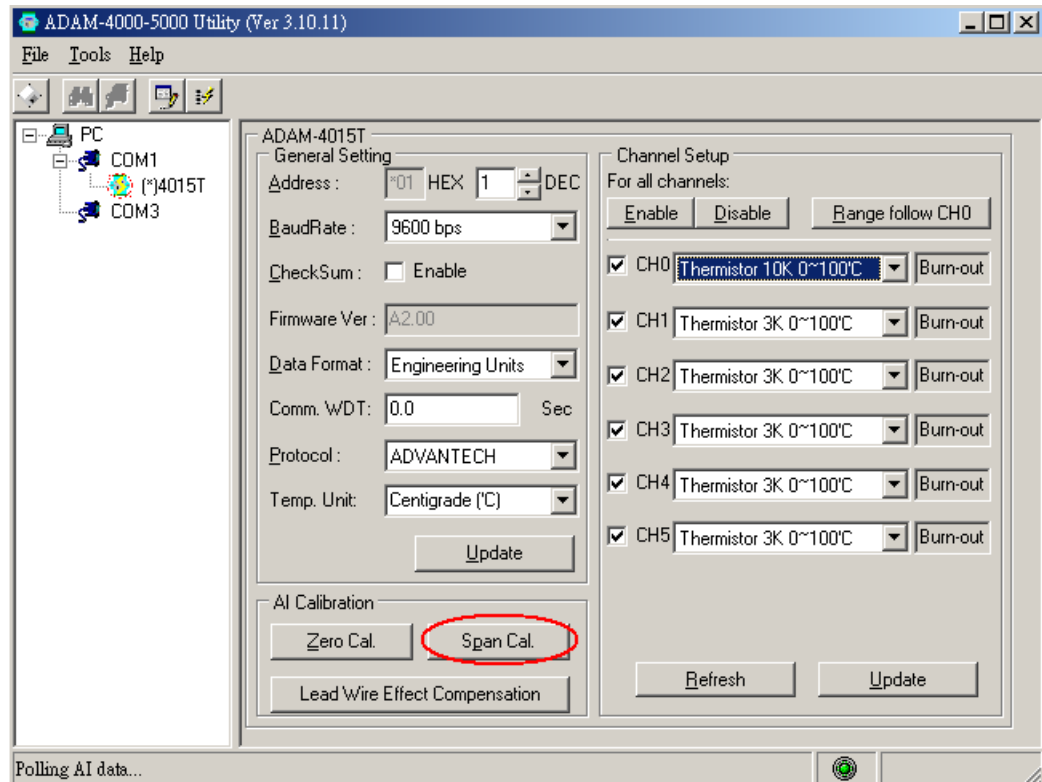 ADAM-4000-5000 Utility (Ver 3.10.11)
File Tools Help
PC
COM1
(*)4015T
COM3
ADAM-4015T
General Setting
Address : *01 HEX 1 DEC
BaudRate : 9600 bps
CheckSum : Enable
Firmware Ver : A2.00
Data Format : Engineering Units
Comm. WDT: 0.0 Sec
Protocol : ADVANTECH
Temp. Unit: Centigrade ('C)
Update
AI Calibration
Zero Cal. Span Cal.
Lead Wire Effect Compensation
Channel Setup
For all channels:
Enable Disable Range follow CH0
CH0 Thermistor 10K 0~100'C Burn-out
CH1 Thermistor 3K 0~100'C Burn-out
CH2 Thermistor 3K 0~100'C Burn-out
CH3 Thermistor 3K 0~100'C Burn-out
CH4 Thermistor 3K 0~100'C Burn-out
CH5 Thermistor 3K 0~100'C Burn-out
Refresh Update
Polling AI data...